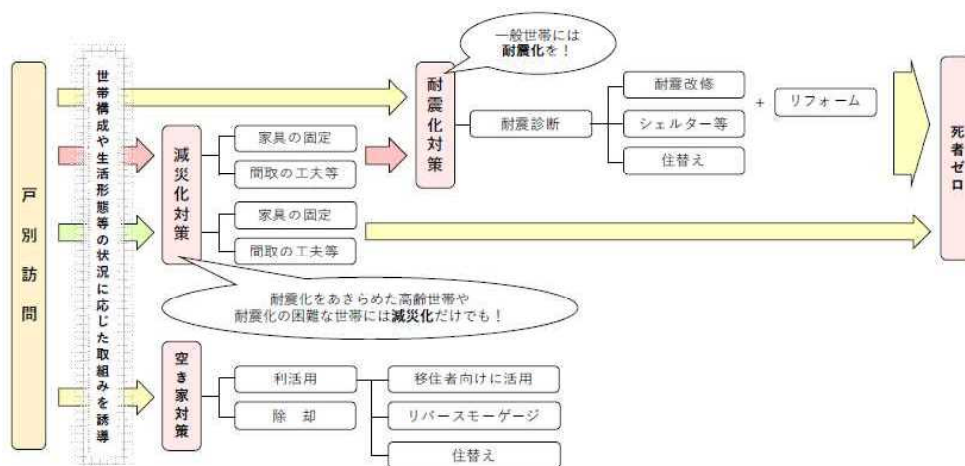 戸別訪問
世帯構成や生活形態等の状況に応じた取組みを誘導
一般世帯には
耐震化を！
耐震化対策
耐震診断
耐震改修
シェルター等
住替え
+
リフォーム
死者ゼロ
減災化対策
家具の固定
間取の工夫等
家具の固定
間取の工夫等
耐震化をあきらめた高齢世帯や
耐震化の困難な世帯には減災化だけでも！
空き家対策
利活用
除　却
移住者向けに活用
リバースモーゲージ
住替え